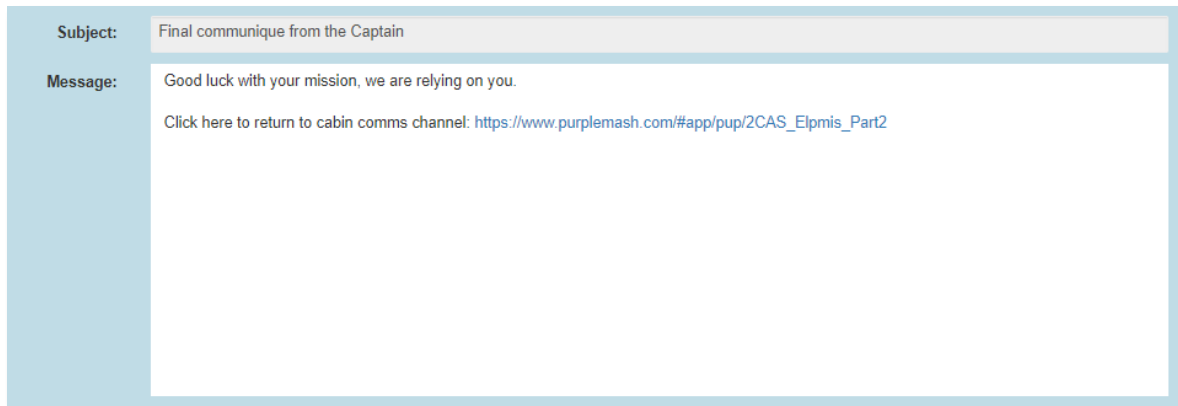 Subject: Final communique from the Captain
Message: Good luck with your mission, we are relying on you.
Click here to return to cabin comms channel: https://www.purplemash.com/#app/pup/2CAS_Elpmis_Part2